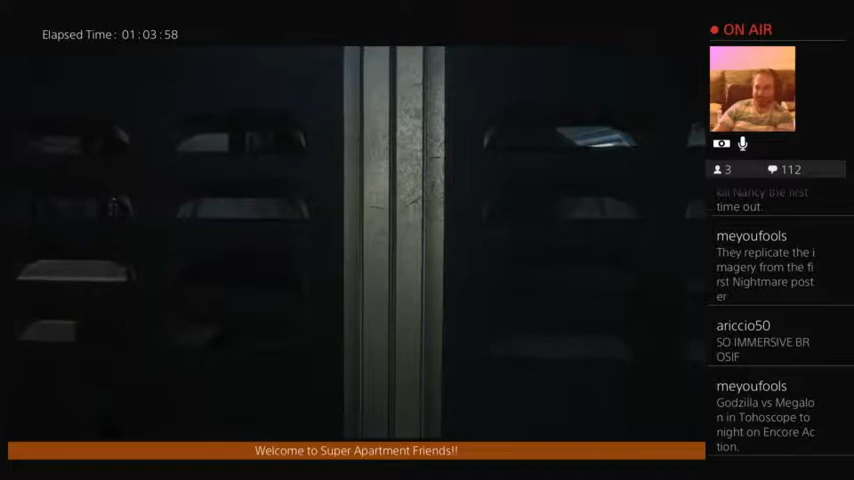 Elapsed Time: 01:03:58
ON AIR
3
112
kill Nancy the first
time out.
meyoufools
They replicate the i
magery from the fi
rst Nightmare post
er
ariccio50
SO IMMERSIVE BR
OSIF
meyoufools
Godzilla vs Megalo
n in Tohoscope to
night on Encore Ac
tion.
Welcome to Super Apartment Friends!!